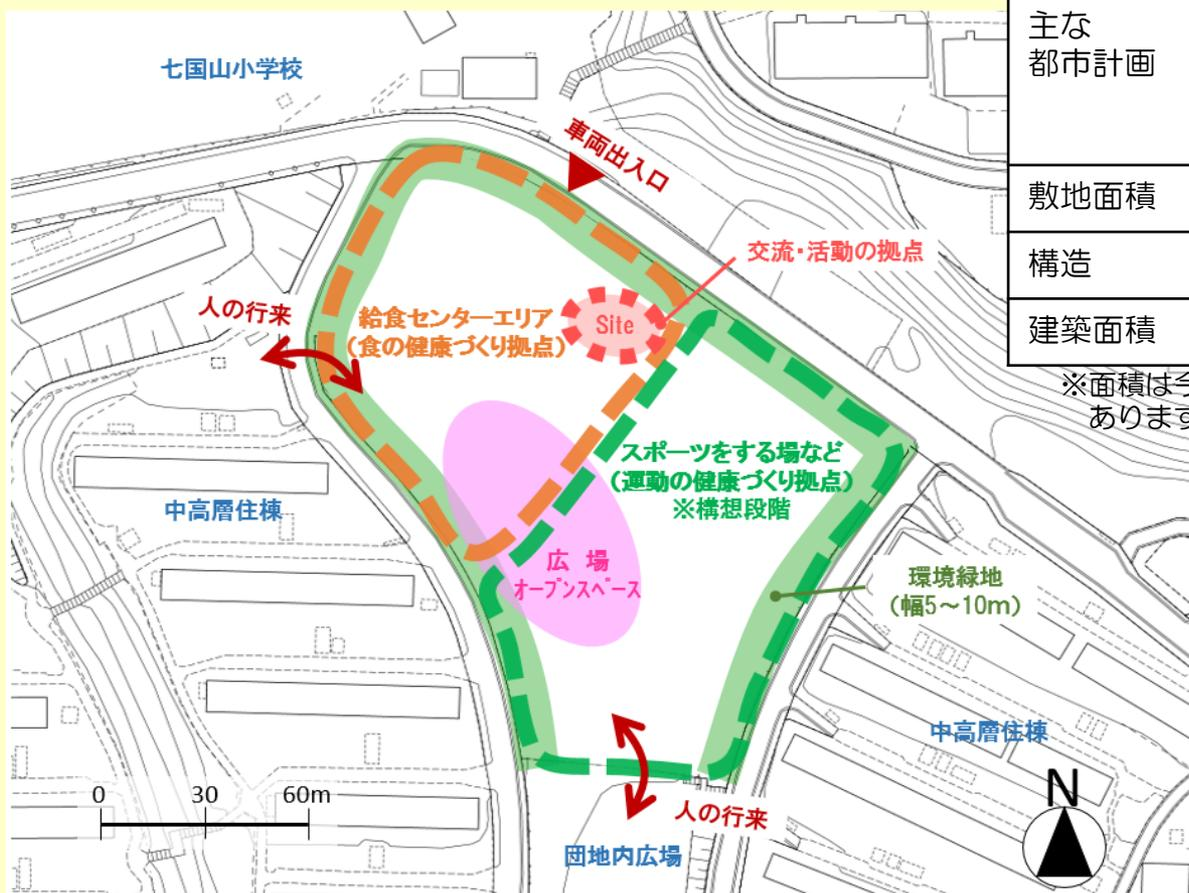 七国山小学校
車両出入口
交流・活動の拠点
人の行来
給食センターエリア
（食の健康づくり拠点）
Site
スポーツをする場など
（運動の健康づくり拠点）
※構想段階
中高層住棟
広 場
オープンスペース
環境緑地
（幅5～10m）
中高層住棟
0 30 60m
人の行来
団地内広場
N
主な
都市計画
敷地面積
構造
建築面積
※面積は
あります